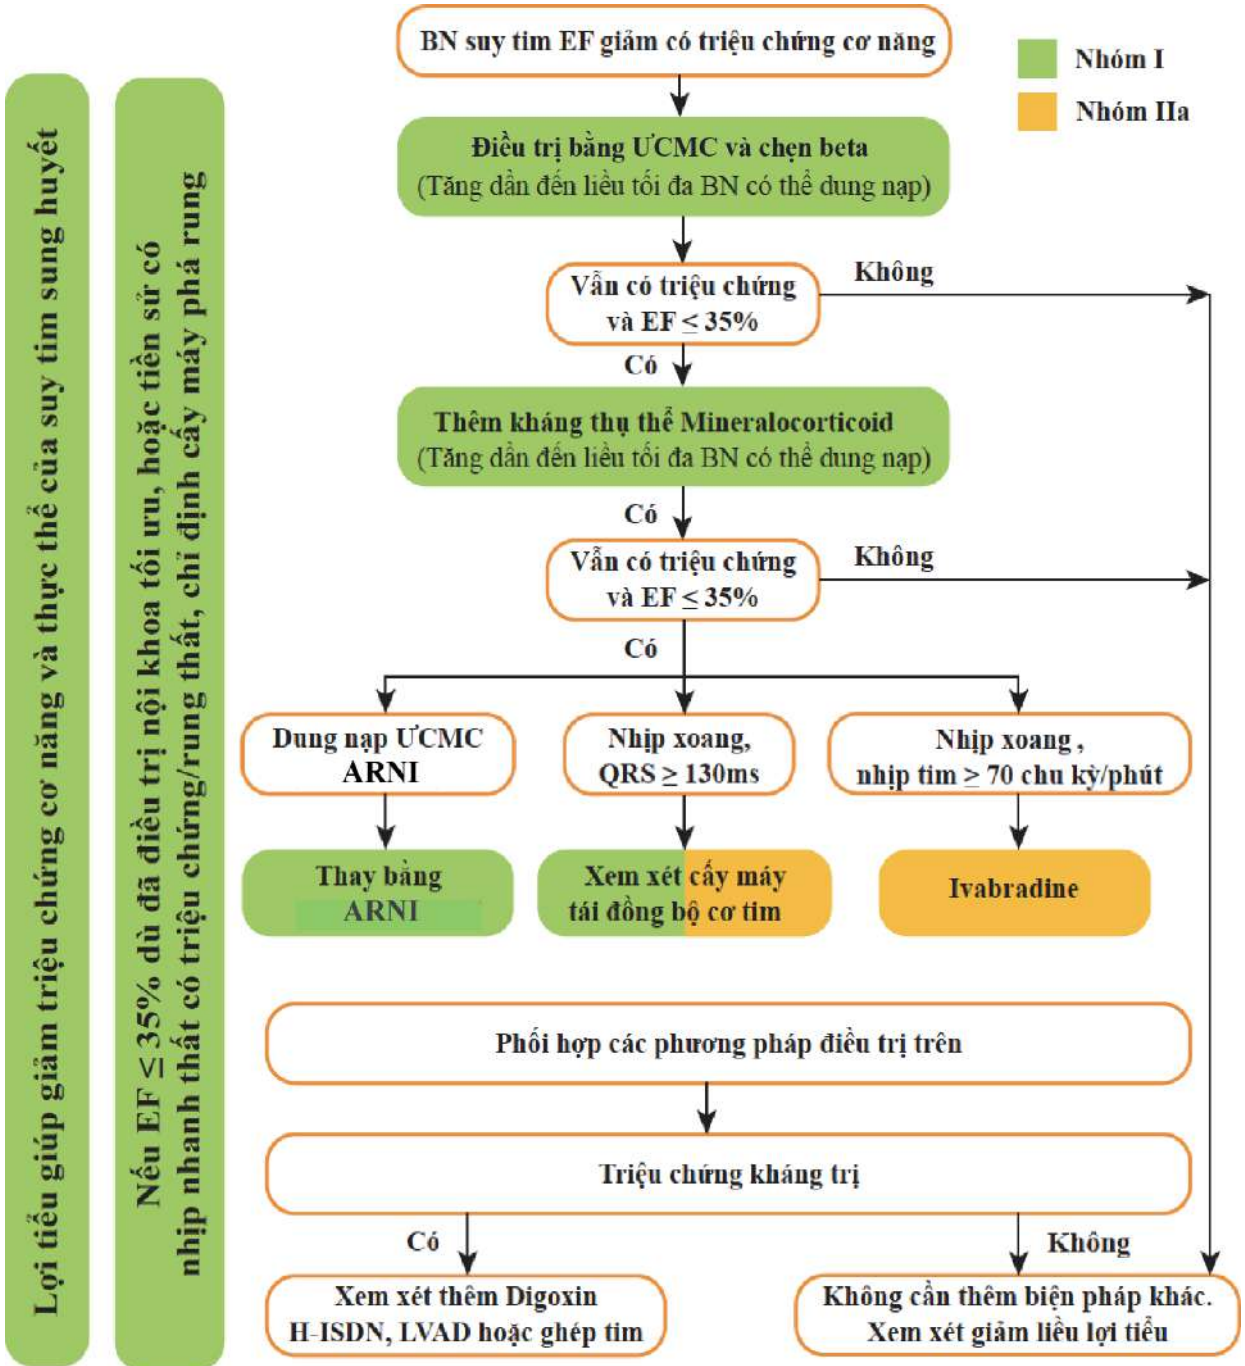 BN suy tim EF giảm có triệu chứng cơ năng
Nhóm I
Nhóm IIa
Lợi tiểu giúp giảm triệu chứng cơ năng và thực thể của suy tim sung huyết
Nếu EF ≤ 35% dù đã điều trị nội khoa tối ưu, hoặc tiền sử có
nhịp nhanh thất có triệu chứng/rung thất, chỉ định cấy máy phá rung
Điều trị bằng ƯCMC và chẹn beta
(Tăng dần đến liều tối đa BN có thể dung nạp)
Vẫn có triệu chứng
và EF ≤ 35%
Không
Có
Thêm kháng thụ thể Mineralocorticoid
(Tăng dần đến liều tối đa BN có thể dung nạp)
Có
Vẫn có triệu chứng
và EF ≤ 35%
Không
Có
Dung nạp ƯCMC
ARNI
Nhịp xoang,
QRS ≥ 130ms
Nhịp xoang ,
nhịp tim ≥ 70 chu kỳ/phút
Thay bằng
ARNI
Xem xét cấy máy
tái đồng bộ cơ tim
Ivabradine
Phối hợp các phương pháp điều trị trên
Triệu chứng kháng trị
Có
Không
Xem xét thêm Digoxin
H-ISDN, LVAD hoặc ghép tim
Không cần thêm biện pháp khác.
Xem xét giảm liều lợi tiểu